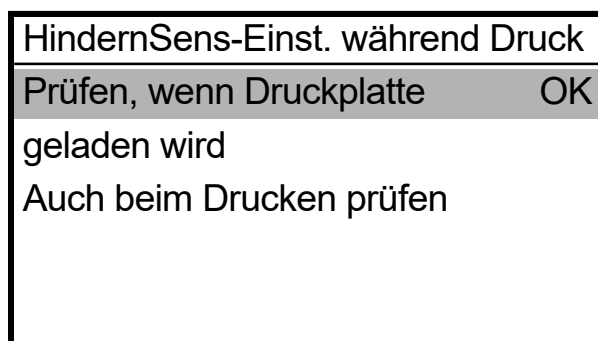 HindernSens-Einst. während Druck
Prüfen, wenn Druckplatte OK
geladen wird
Auch beim Drucken prüfen